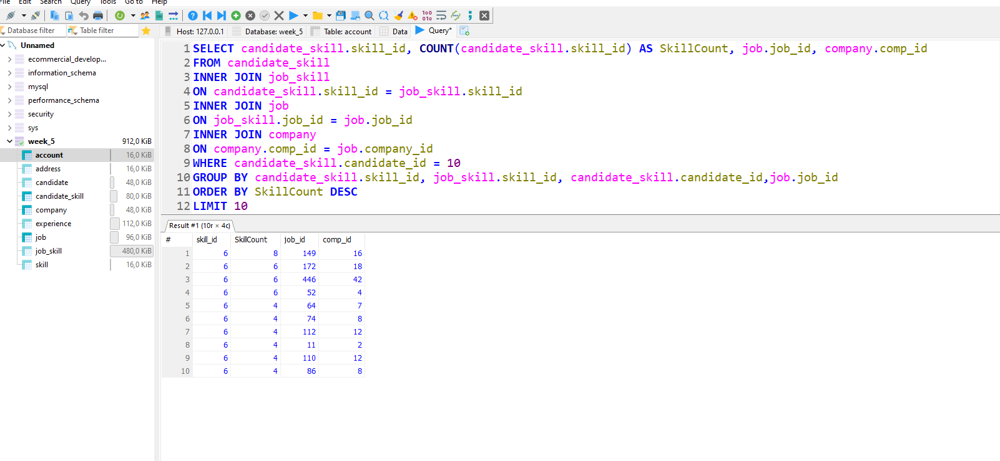 File Edit Search Query Tools Go to Help
Database filter Table filter Host: 127.0.0.1 Database: week_5 Table: account Data Query*
Unnamed
ecommercial_develop...
information_schema
mysql
performance_schema
security
sys
week_5 912,0 KiB
account 16,0 KiB
address 16,0 KiB
candidate 48,0 KiB
candidate_skill 80,0 KiB
company 48,0 KiB
experience 112,0 KiB
job 96,0 KiB
job_skill 480,0 KiB
skill 16,0 KiB
1 SELECT candidate_skill.skill_id, COUNT(candidate_skill.skill_id) AS SkillCount, job.job_id, company.comp_id
2 FROM candidate_skill
3 INNER JOIN job_skill
4 ON candidate_skill.skill_id = job_skill.skill_id
5 INNER JOIN job
6 ON job_skill.job_id = job.job_id
7 INNER JOIN company
8 ON company.comp_id = job.company_id
9 WHERE candidate_skill.candidate_id = 10
10 GROUP BY candidate_skill.skill_id, job_skill.skill_id, candidate_skill.candidate_id,job.job_id
11 ORDER BY SkillCount DESC
12 LIMIT 10
Result #1 (10r × 4c)
# skill_id SkillCount job_id comp_id
1 6 8 149 16
2 6 6 172 18
3 6 6 446 42
4 6 6 52 4
5 6 4 64 7
6 6 4 74 8
7 6 4 112 12
8 6 4 11 2
9 6 4 110 12
10 6 4 86 8